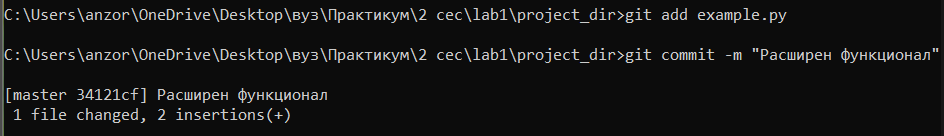 C:\Users\anzor\OneDrive\Desktop\вуз\Практикум\2 сес\lab1\project_dir>git add example.py
C:\Users\anzor\OneDrive\Desktop\вуз\Практикум\2 сес\lab1\project_dir>git commit -m "Расширен функционал"
[master 34121cf] Расширен функционал
 1 file changed, 2 insertions(+)